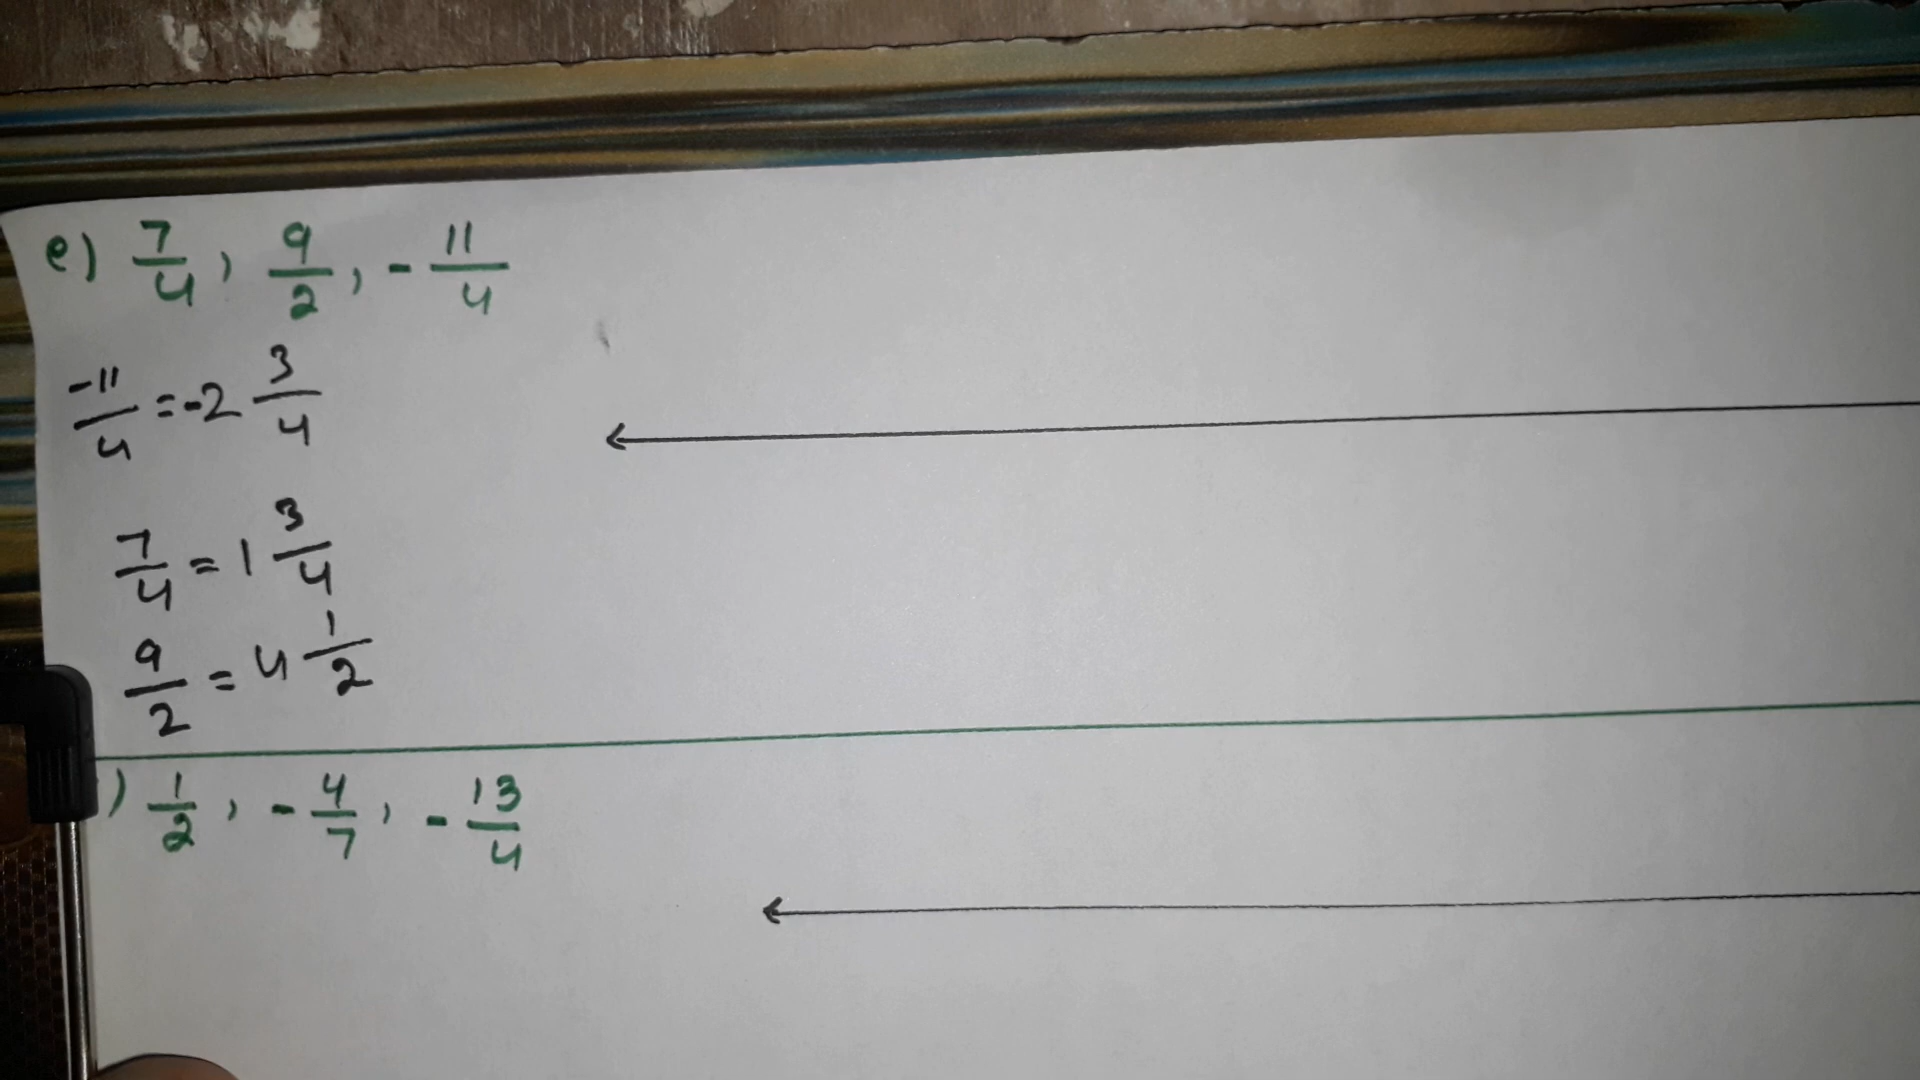 e) 7/4, 9/2, -11/4
-11/4 = -2 3/4
7/4 = 1 3/4
9/2 = 4 1/2
) 1/2, -4/7, -13/4